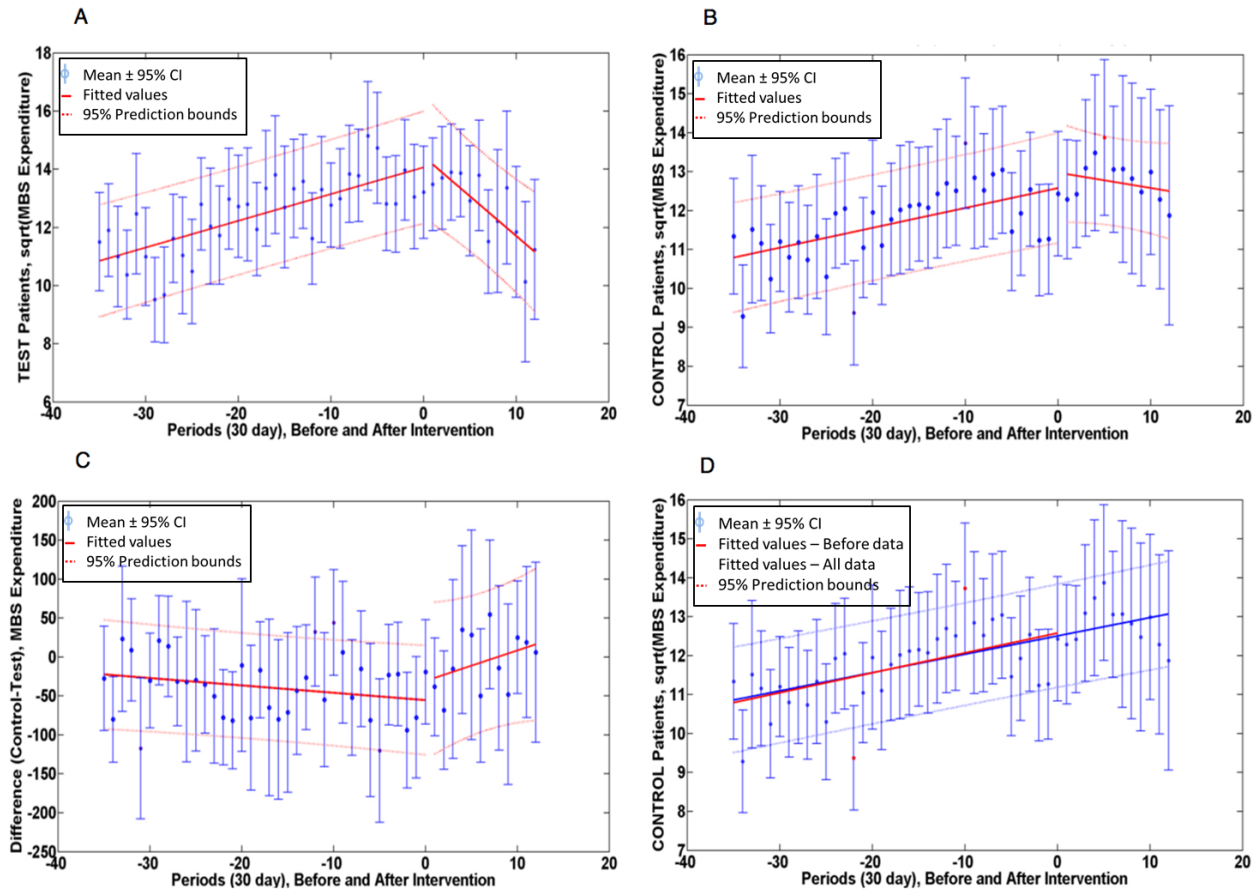 A
TEST Patients, sqrt(MBS Expenditure)
18
16
14
12
10
8
6
Mean ± 95% CI
Fitted values
95% Prediction bounds
-40
-30
-20
-10
0
10
20
Periods (30 day), Before and After Intervention
B
CONTROL Patients, sqrt(MBS Expenditure)
16
15
14
13
12
11
10
9
8
7
Mean ± 95% CI
Fitted values
95% Prediction bounds
-40
-30
-20
-10
0
10
20
Periods (30 day), Before and After Intervention
C
Difference (Control-Test), MBS Expenditure
200
150
100
50
0
-50
-100
-150
-200
-250
Mean ± 95% CI
Fitted values
95% Prediction bounds
-40
-30
-20
-10
0
10
20
Periods (30 day), Before and After Intervention
D
CONTROL Patients, sqrt(MBS Expenditure)
16
15
14
13
12
11
10
9
8
7
Mean ± 95% CI
Fitted values – Before data
Fitted values – All data
95% Prediction bounds
-40
-30
-20
-10
0
10
20
Periods (30 day), Before and After Intervention